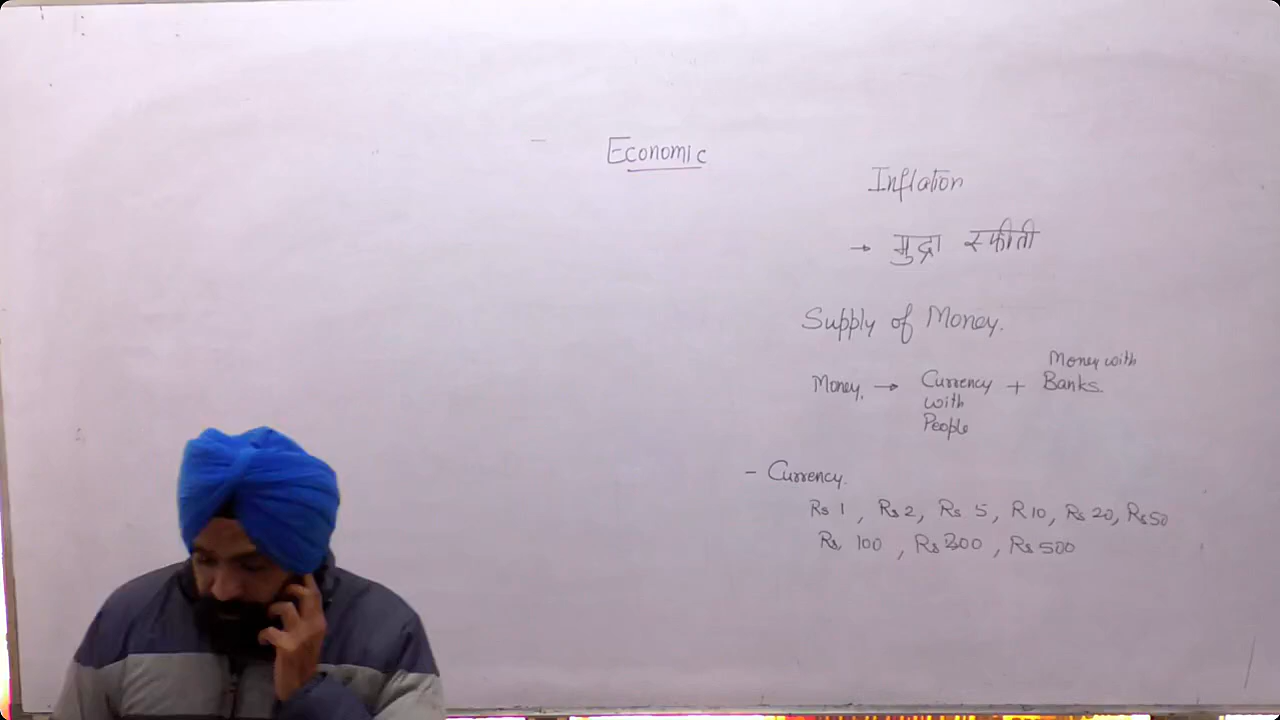 Economic
Inflation
→ मुद्रा स्फीती
Supply of Money.
Money with
Money. → Currency + Banks.
with
People
- Currency.
Rs 1, Rs 2, Rs 5, R 10, Rs 20, Rs 50
Rs 100, Rs 200, Rs 500